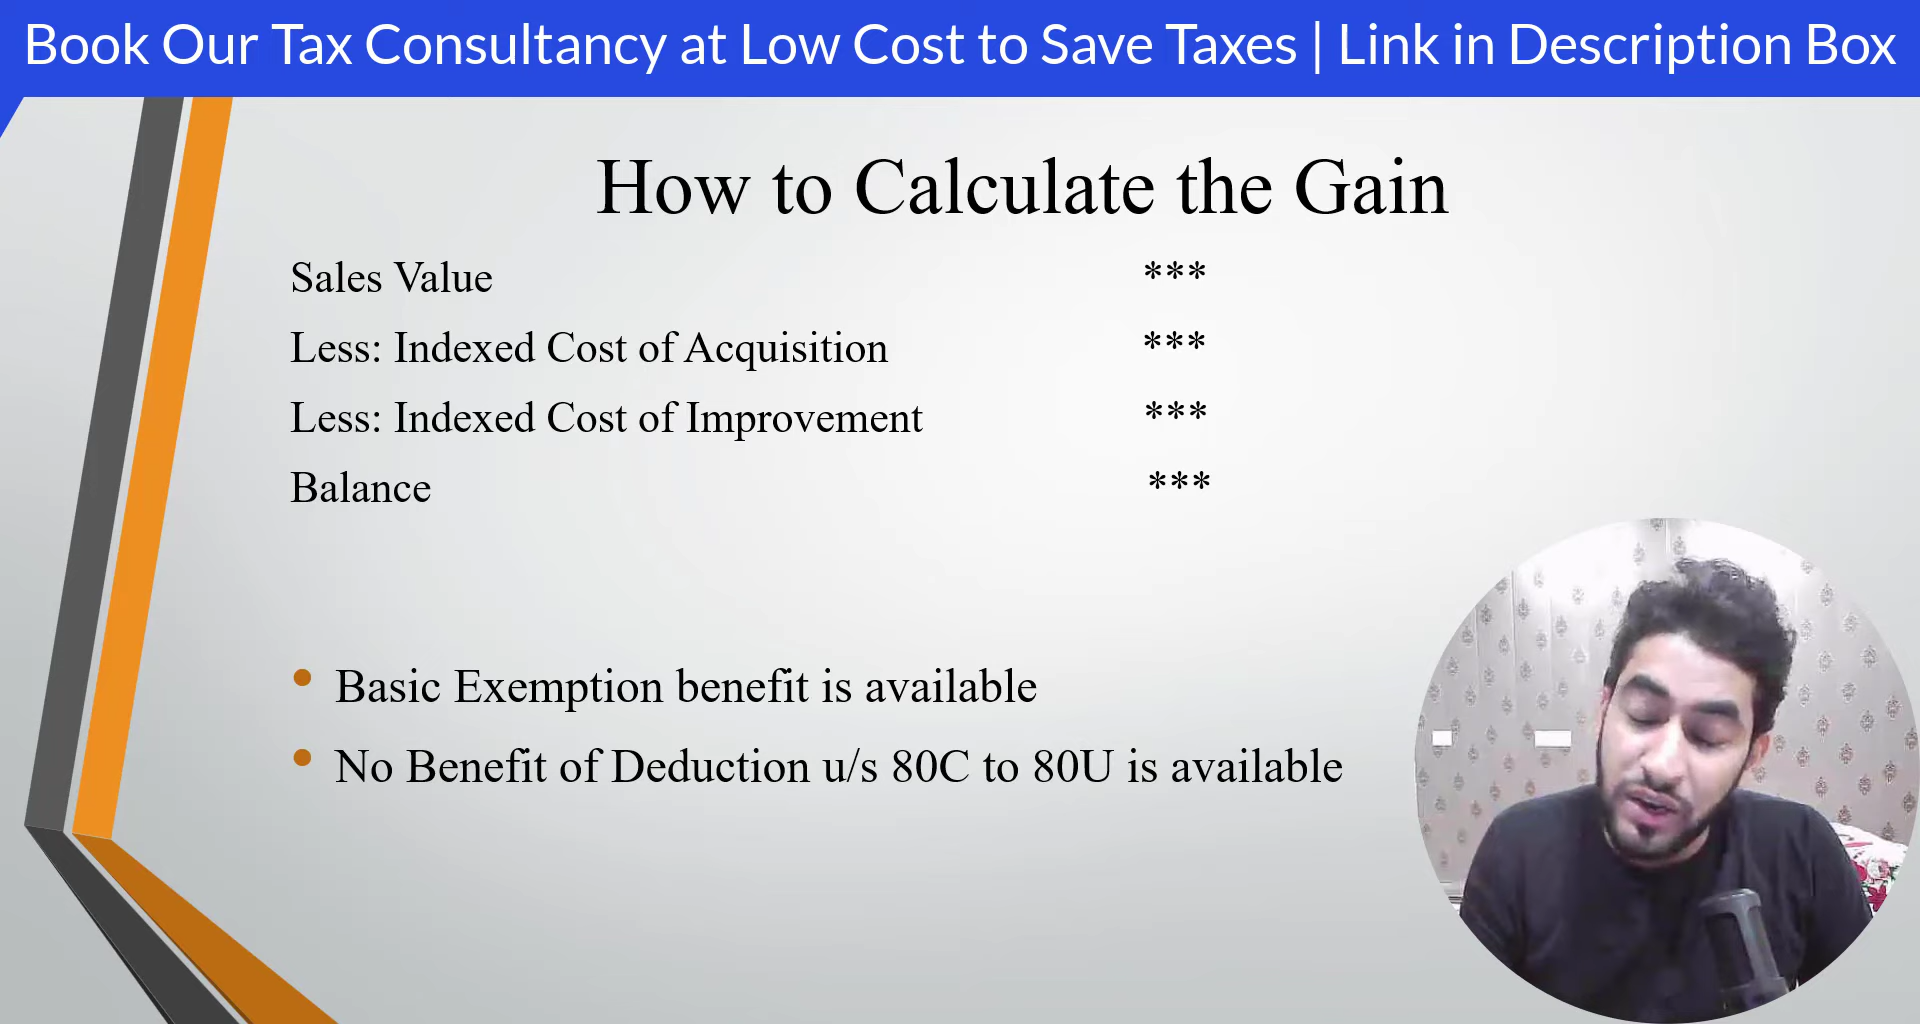 Book Our Tax Consultancy at Low Cost to Save Taxes | Link in Description Box
How to Calculate the Gain
Sales Value ***
Less: Indexed Cost of Acquisition ***
Less: Indexed Cost of Improvement ***
Balance ***
• Basic Exemption benefit is available
• No Benefit of Deduction u/s 80C to 80U is available